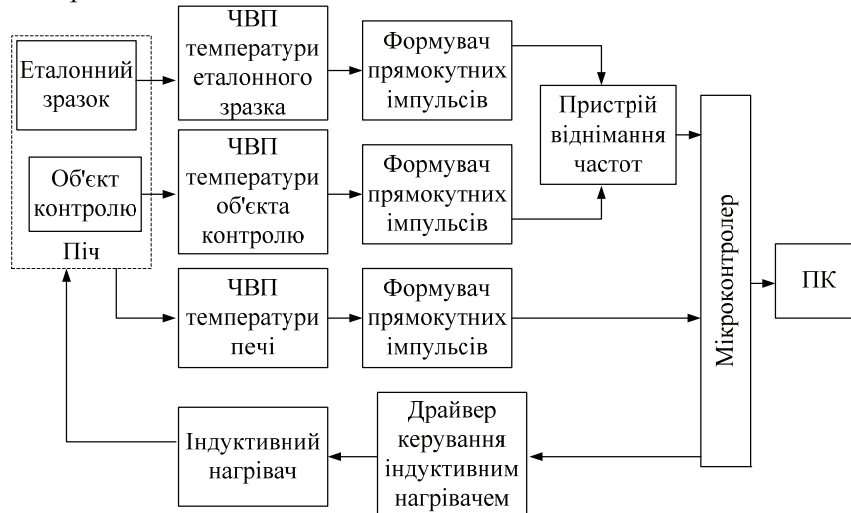 Еталонний
зразок
ЧВП
температури
еталонного
зразка
Формувач
прямокутних
імпульсів
Пристрій
віднімання
частот
Об'єкт
контролю
Піч
ЧВП
температури
об'єкта
контролю
Формувач
прямокутних
імпульсів
ЧВП
температури
печі
Формувач
прямокутних
імпульсів
Мікроконтролер
ПК
Індуктивний
нагрівач
Драйвер
керування
індуктивним
нагрівачем